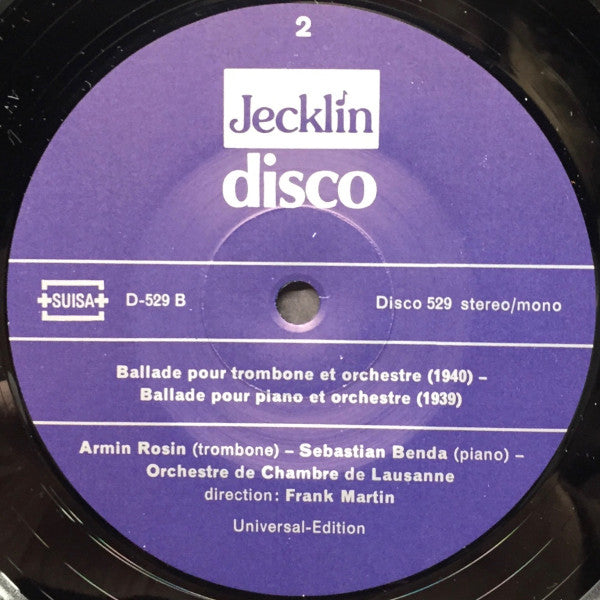 2
Jecklin
disco
SUISA
D-529 B
Disco 529 stereo/mono
Ballade pour trombone et orchestre (1940) –
Ballade pour piano et orchestre (1939)
Armin Rosin (trombone) – Sebastian Benda (piano) –
Orchestre de Chambre de Lausanne
direction: Frank Martin
Universal-Edition